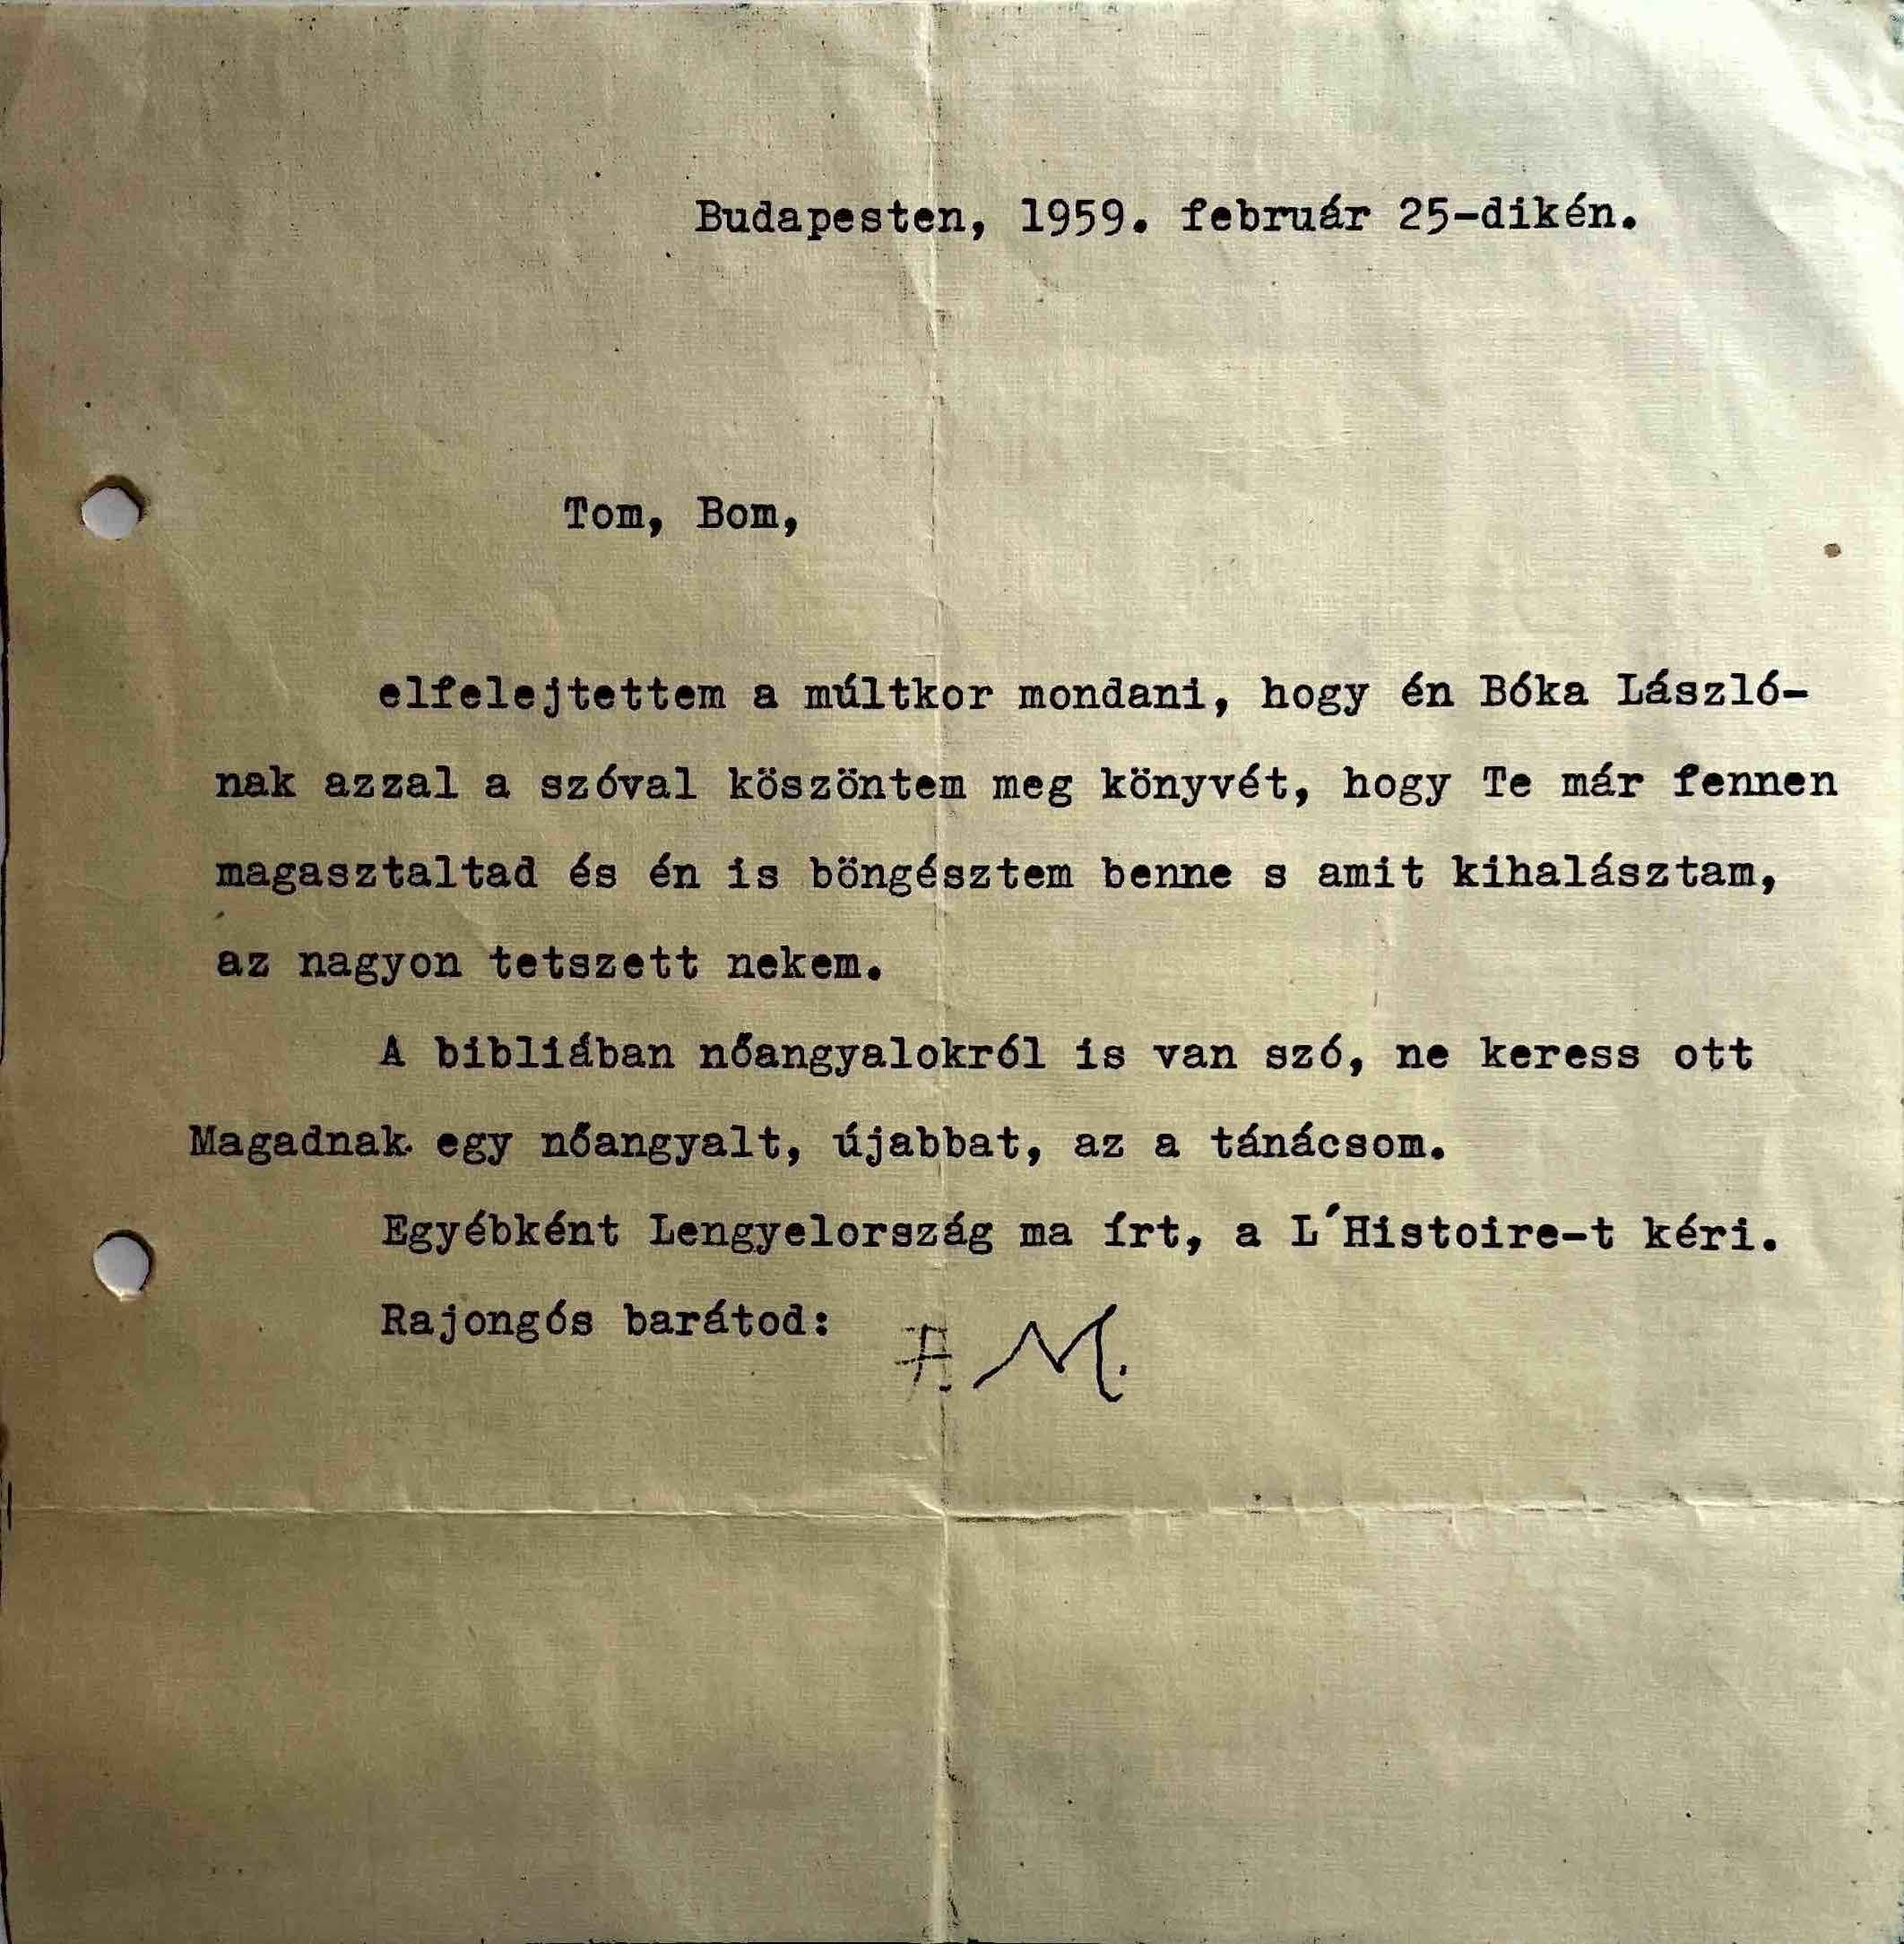 Budapesten, 1959. február 25-dikén.
Tom, Bom,
elfelejtettem a múltkor mondani, hogy én Bóka László-
nak azzal a szóval köszöntem meg könyvét, hogy Te már fennen
magasztaltad és én is böngésztem benne s amit kihalásztam,
az nagyon tetszett nekem.
A bibliában nőangyalokról is van szó, ne keress ott
Magadnak egy nőangyalt, újabbat, az a tánácsom.
Egyébként Lengyelország ma írt, a L´Histoire-t kéri.
Rajongós barátod: F. M.